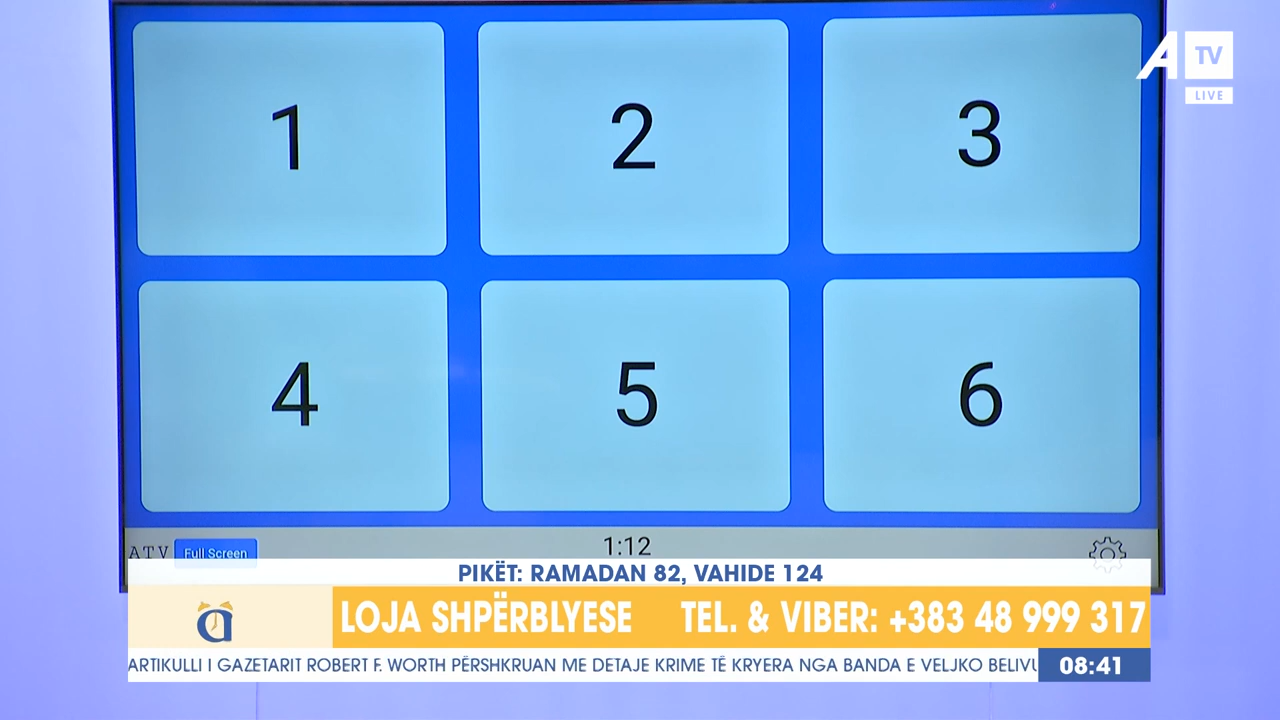 1 2 3
A TV
LIVE
4 5 6
ATV Full Screen 1:12
PIKËT: RAMADAN 82, VAHIDE 124
LOJA SHPËRBLYESE TEL. & VIBER: +383 48 999 317
ARTIKULLI I GAZETARIT ROBERT F. WORTH PËRSHKRUAN ME DETAJE KRIME TË KRYERA NGA BANDA E VELJKO 08:41